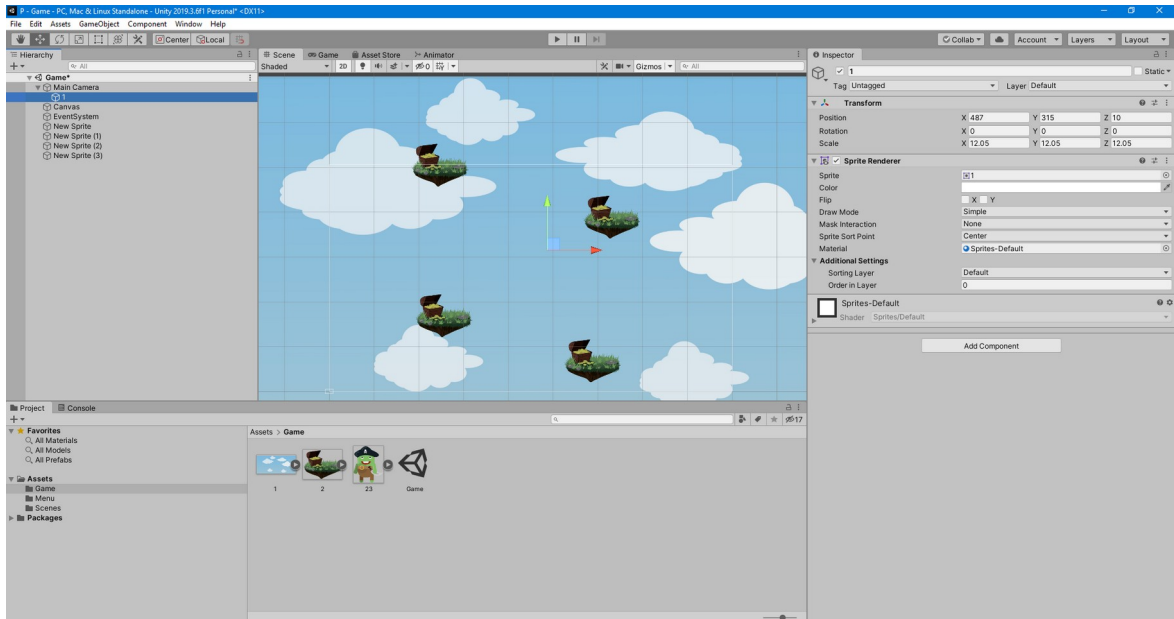 P - Game - PC, Mac & Linux Standalone - Unity 2019.3.6f1 Personal* <DX11>
File Edit Assets GameObject Component Window Help
Center Local
Collab Account Layers Layout
Hierarchy
All
Game*
Main Camera
1
Canvas
EventSystem
New Sprite
New Sprite (1)
New Sprite (2)
New Sprite (3)
Scene Game Asset Store Animator
Shaded 2D 0 Gizmos All
Inspector
1 Static
Tag Untagged Layer Default
Transform
Position X 487 Y 315 Z 10
Rotation X 0 Y 0 Z 0
Scale X 12.05 Y 12.05 Z 12.05
Sprite Renderer
Sprite 1
Color
Flip X Y
Draw Mode Simple
Mask Interaction None
Sprite Sort Point Center
Material Sprites-Default
Additional Settings
Sorting Layer Default
Order in Layer 0
Sprites-Default
Shader Sprites/Default
Add Component
Project Console
17
Favorites
All Materials
All Models
All Prefabs
Assets
Game
Menu
Scenes
Packages
Assets > Game
1 2 23 Game